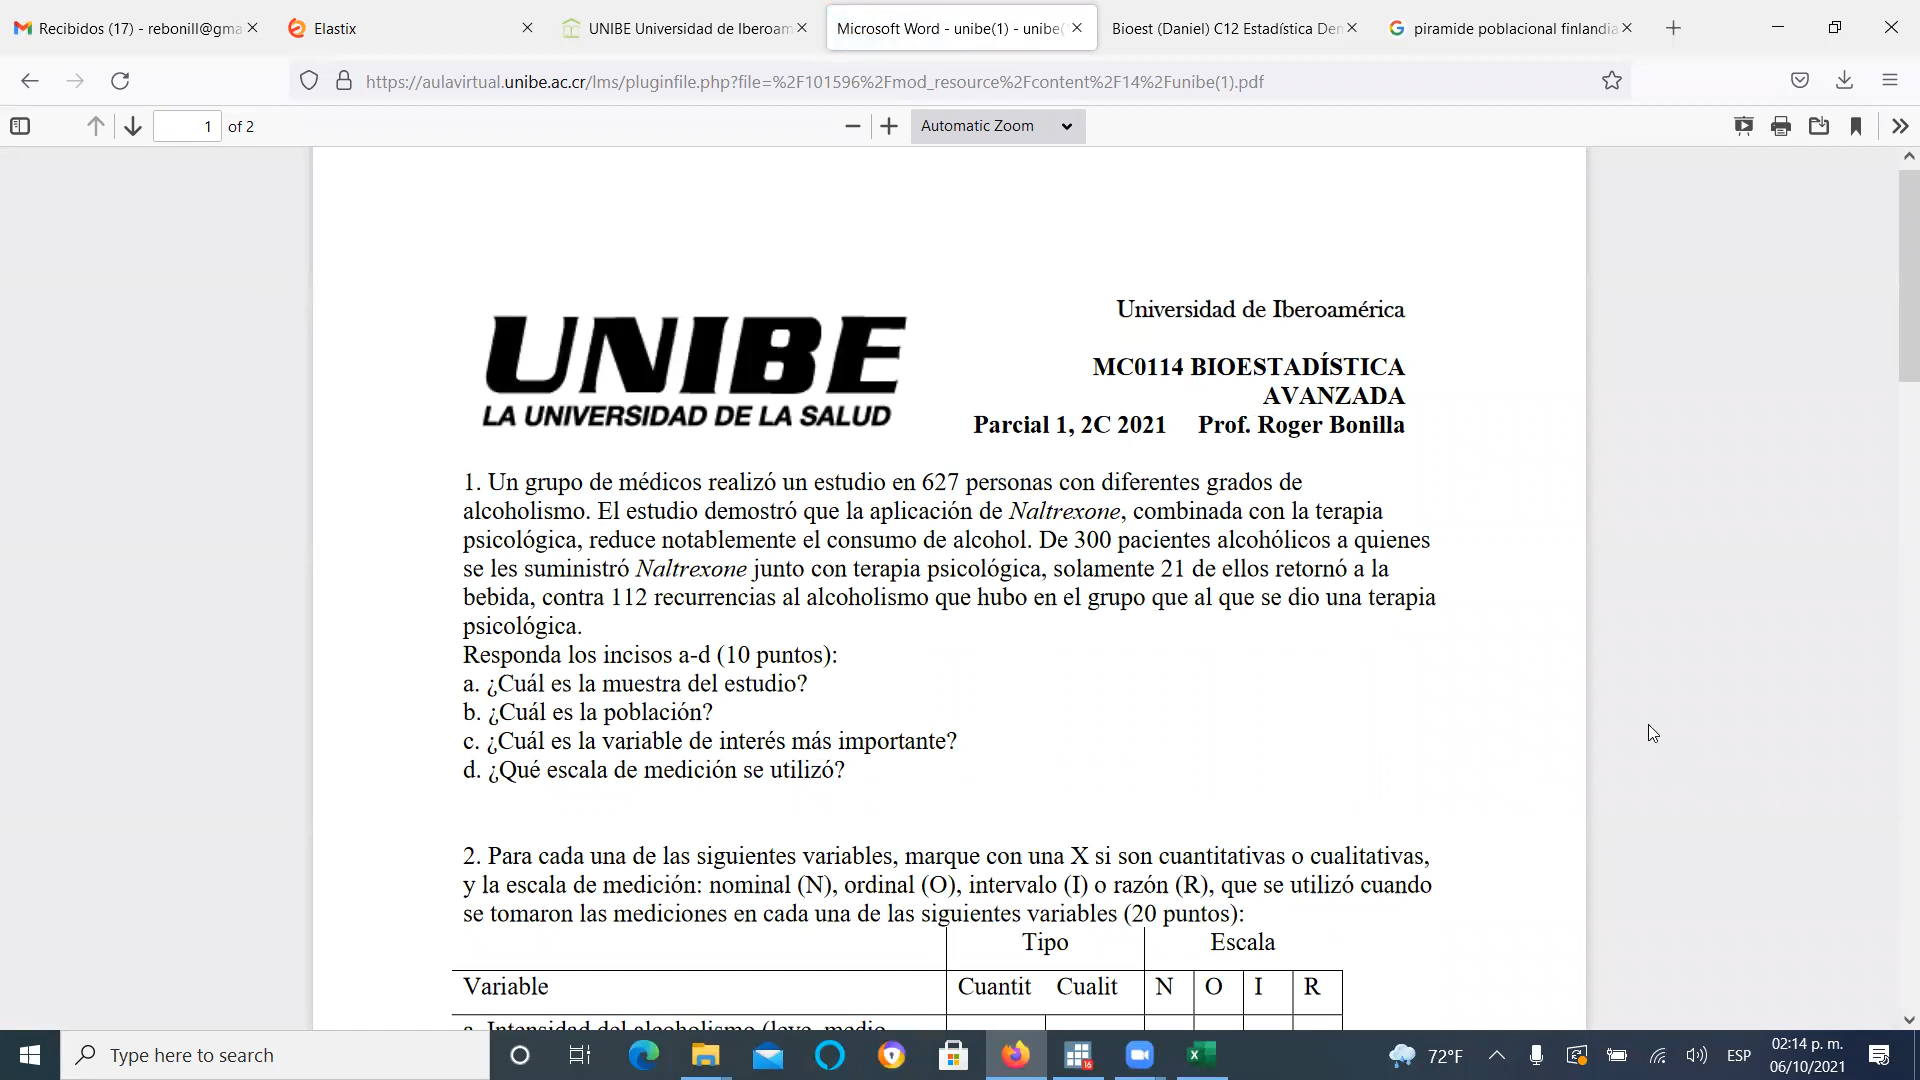 Recibidos (17) - rebonill@gma
Elastix
UNIBE Universidad de Iberoam
Microsoft Word - unibe(1) - unibe(
Bioest (Daniel) C12 Estadística Den
piramide poblacional finlandia
https://aulavirtual.unibe.ac.cr/lms/pluginfile.php?file=%2F101596%2Fmod_resource%2Fcontent%2F14%2Funibe(1).pdf
1 of 2
Automatic Zoom
UNIBE
LA UNIVERSIDAD DE LA SALUD
Universidad de Iberoamérica
MC0114 BIOESTADÍSTICA
AVANZADA
Parcial 1, 2C 2021 Prof. Roger Bonilla
1. Un grupo de médicos realizó un estudio en 627 personas con diferentes grados de
alcoholismo. El estudio demostró que la aplicación de Naltrexone, combinada con la terapia
psicológica, reduce notablemente el consumo de alcohol. De 300 pacientes alcohólicos a quienes
se les suministró Naltrexone junto con terapia psicológica, solamente 21 de ellos retornó a la
bebida, contra 112 recurrencias al alcoholismo que hubo en el grupo que al que se dio una terapia
psicológica.
Responda los incisos a-d (10 puntos):
a. ¿Cuál es la muestra del estudio?
b. ¿Cuál es la población?
c. ¿Cuál es la variable de interés más importante?
d. ¿Qué escala de medición se utilizó?
2. Para cada una de las siguientes variables, marque con una X si son cuantitativas o cualitativas,
y la escala de medición: nominal (N), ordinal (O), intervalo (I) o razón (R), que se utilizó cuando
se tomaron las mediciones en cada una de las siguientes variables (20 puntos):
Tipo Escala
Variable Cuantit Cualit N O I R
a. Intensidad del alcoholismo (leve, medio
Type here to search
16
72°F
ESP
02:14 p. m.
06/10/2021